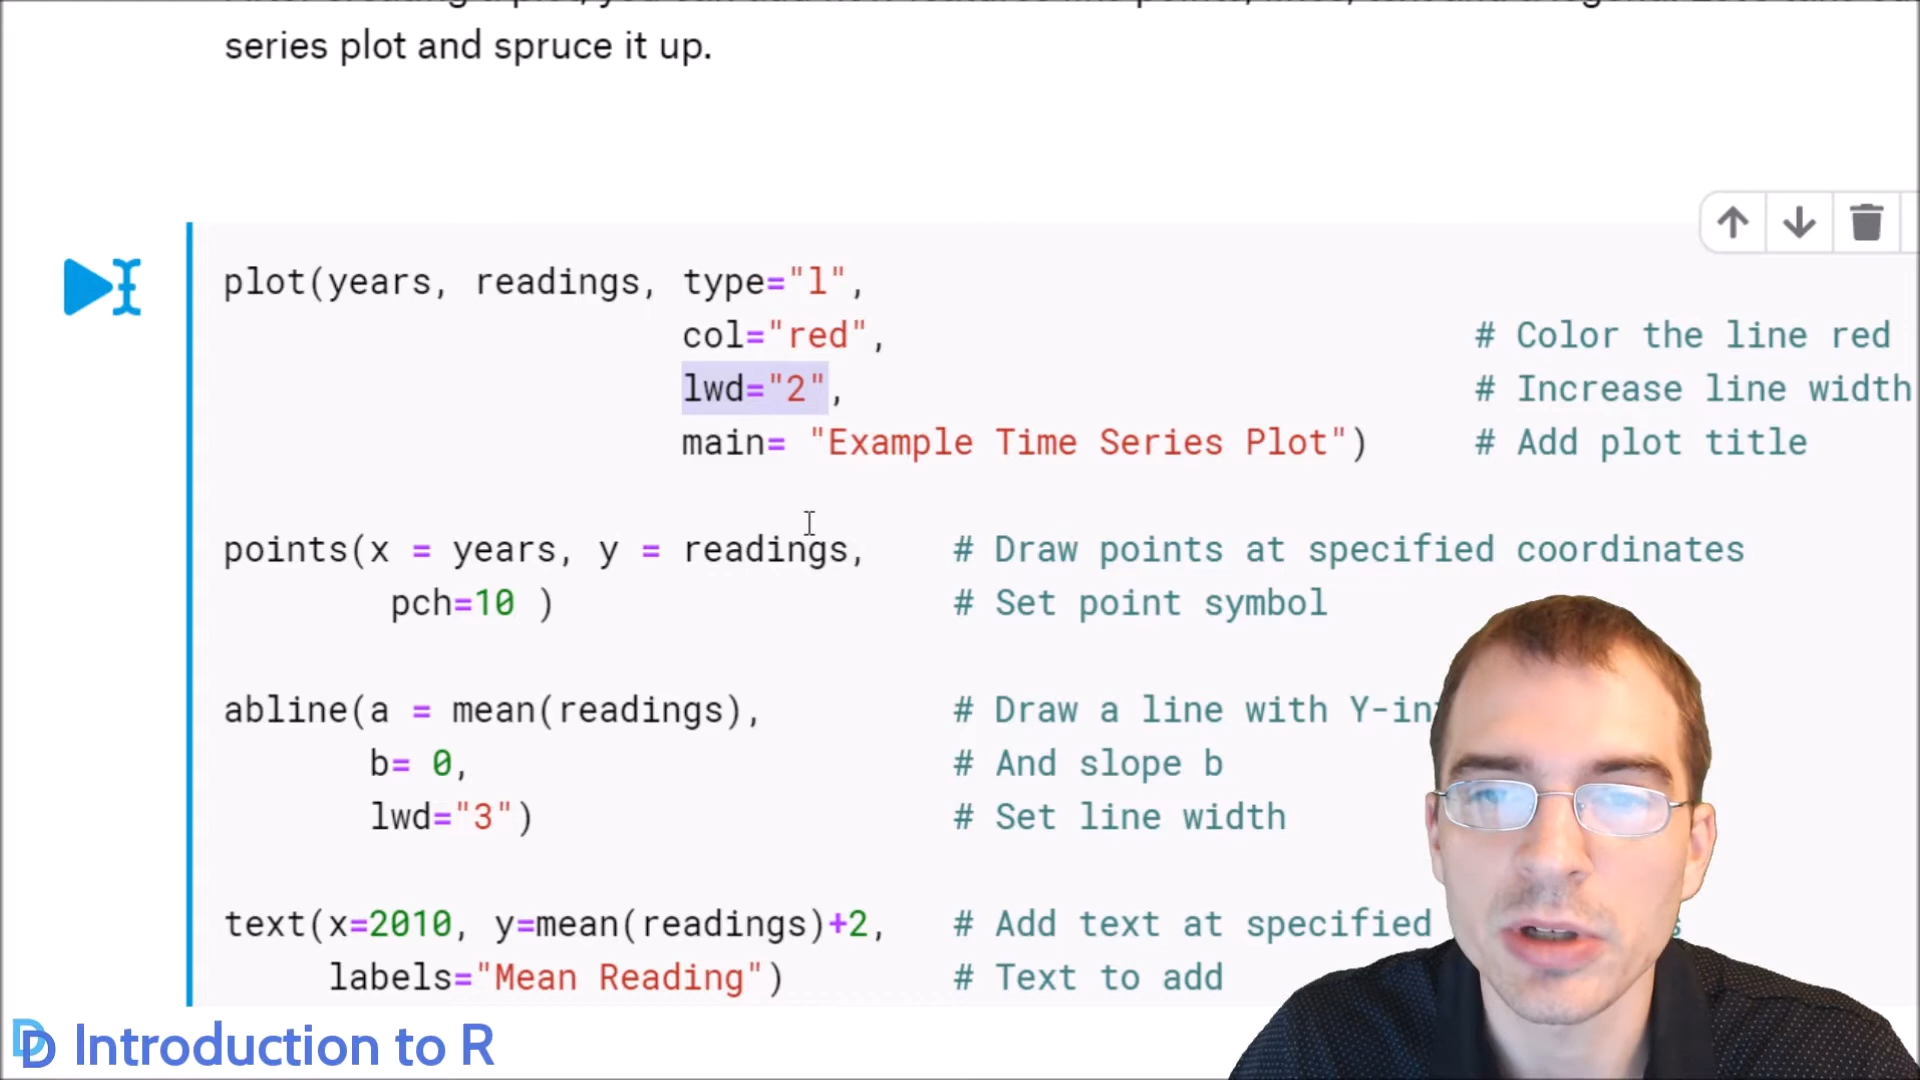 series plot and spruce it up.
plot(years, readings, type="l",
col="red", # Color the line red
lwd="2", # Increase line width
main= "Example Time Series Plot") # Add plot title
points(x = years, y = readings, # Draw points at specified coordinates
pch=10 ) # Set point symbol
abline(a = mean(readings), # Draw a line with Y-in
b= 0, # And slope b
lwd="3") # Set line width
text(x=2010, y=mean(readings)+2, # Add text at specified
labels="Mean Reading") # Text to add
Introduction to R